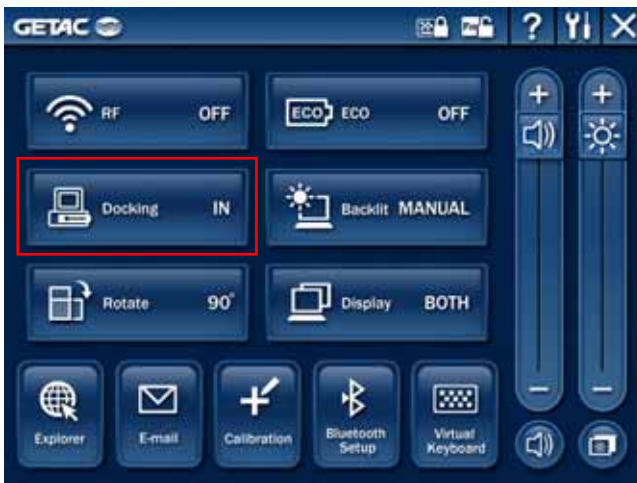 GETAC
?
RF OFF
ECO ECO OFF
Docking IN
Backlit MANUAL
Rotate 90°
Display BOTH
Explorer
E-mail
Calibration
Bluetooth
Setup
Virtual
Keyboard